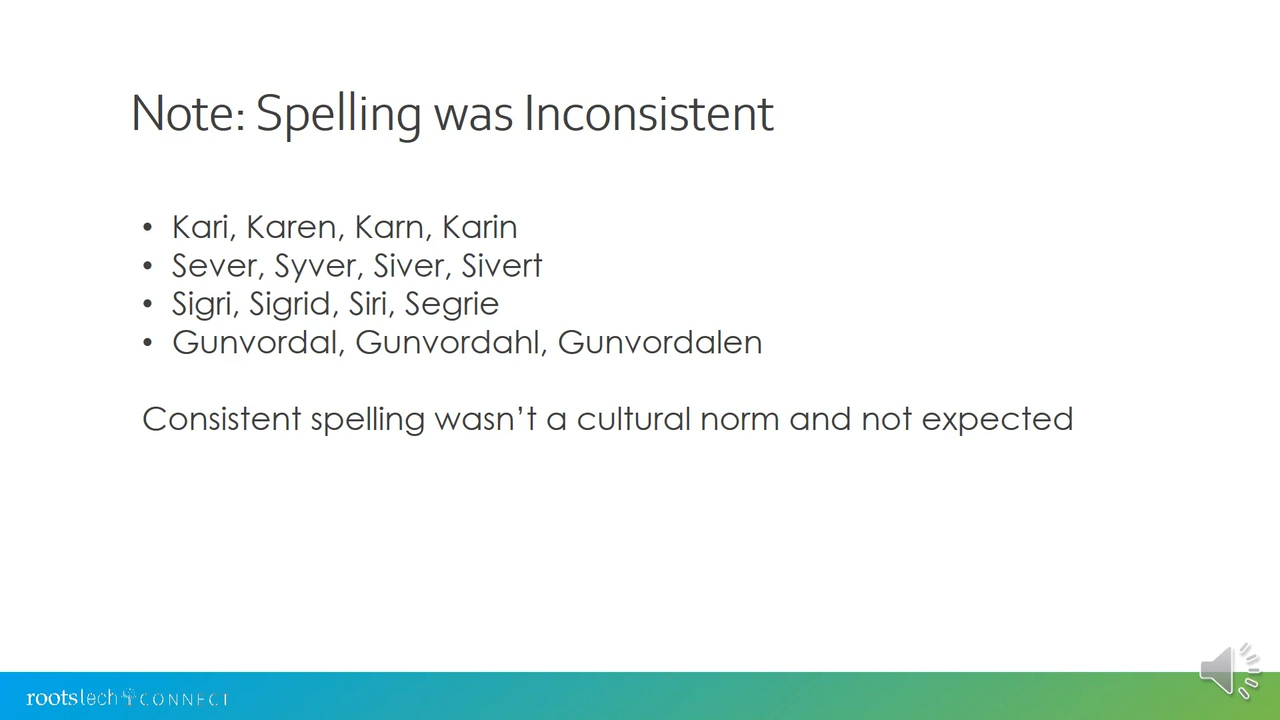 Note: Spelling was Inconsistent
• Kari, Karen, Karn, Karin
• Sever, Syver, Siver, Sivert
• Sigri, Sigrid, Siri, Segrie
• Gunvordal, Gunvordahl, Gunvordalen
Consistent spelling wasn’t a cultural norm and not expected
rootstech CONNECT